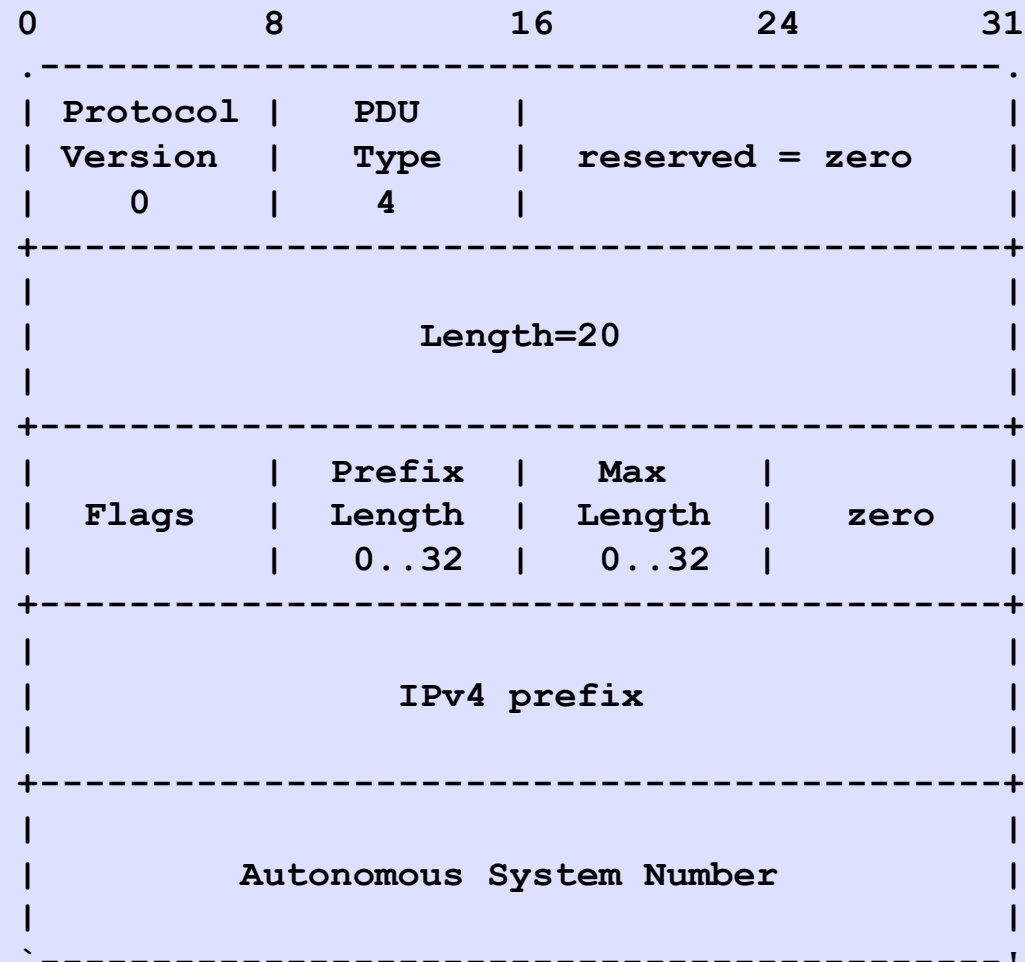 0 8 16 24 31
.-------------------------------------------.
| Protocol | PDU | |
| Version | Type | reserved = zero |
| 0 | 4 | |
+-------------------------------------------+
| |
| Length=20 |
| |
+-------------------------------------------+
| | Prefix | Max | |
| Flags | Length | Length | zero |
| | 0..32 | 0..32 | |
+-------------------------------------------+
| |
| IPv4 prefix |
| |
+-------------------------------------------+
| |
| Autonomous System Number |
| |
`-------------------------------------------'